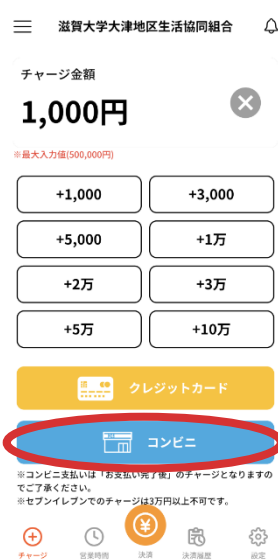 滋賀大学大津地区生活協同組合
チャージ金額
1,000円
※最大入力値(500,000円)
+1,000
+3,000
+5,000
+1万
+2万
+3万
+5万
+10万
クレジットカード
コンビニ
※コンビニ支払いは「お支払い完了後」のチャージとなりますの
でご了承ください。
※セブンイレブンでのチャージは3万円以上不可です。
チャージ
営業時間
決済
決済履歴
設定